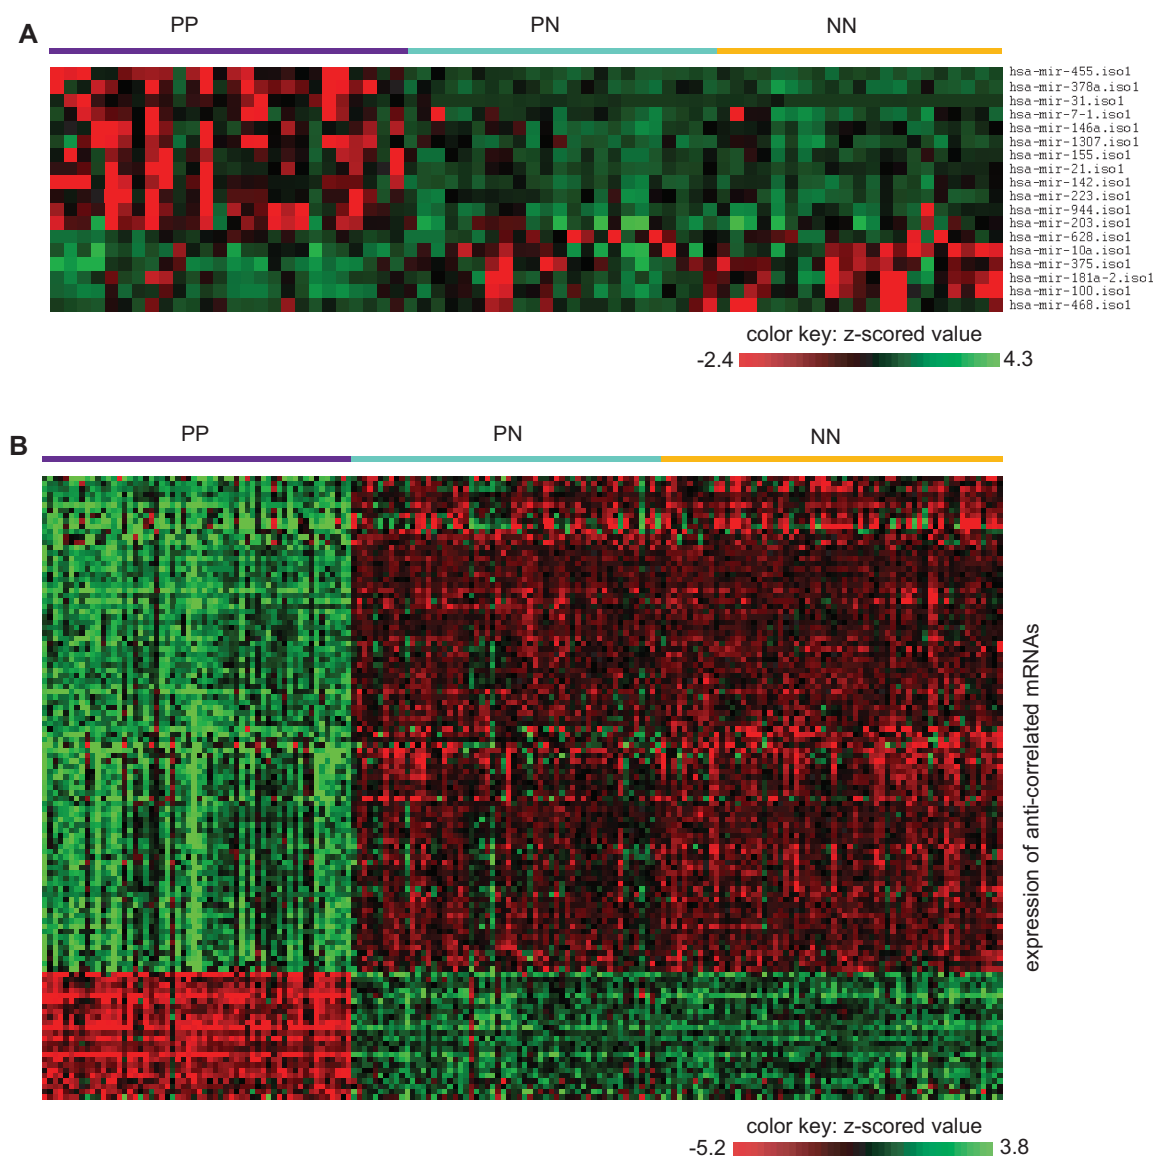 A
PP
PN
NN
hsa-mir-455.iso1
hsa-mir-378a.iso1
hsa-mir-31.iso1
hsa-mir-7-1.iso1
hsa-mir-146a.iso1
hsa-mir-1307.iso1
hsa-mir-155.iso1
hsa-mir-21.iso1
hsa-mir-142.iso1
hsa-mir-223.iso1
hsa-mir-944.iso1
hsa-mir-203.iso1
hsa-mir-628.iso1
hsa-mir-10a.iso1
hsa-mir-375.iso1
hsa-mir-181a-2.iso1
hsa-mir-100.iso1
hsa-mir-468.iso1
color key: z-scored value
-2.4
4.3
B
PP
PN
NN
expression of anti-correlated mRNAs
color key: z-scored value
-5.2
3.8